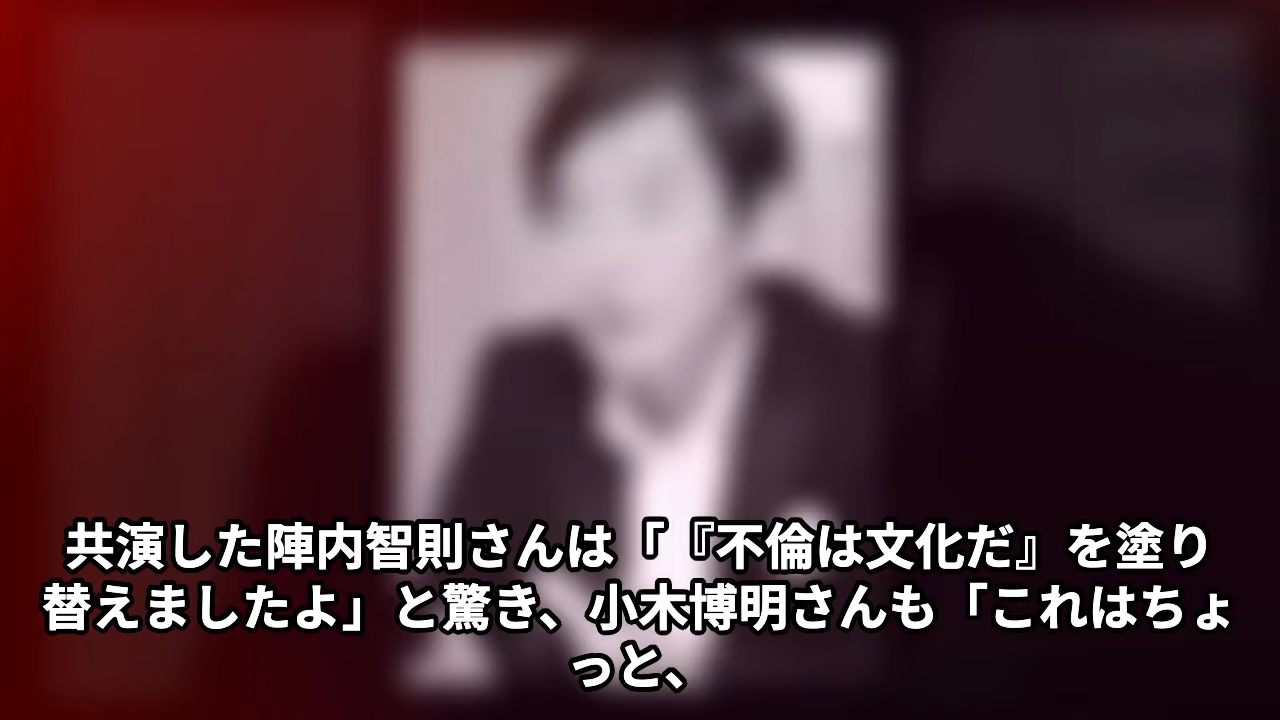 共演した陣内智則さんは「『不倫は文化だ』を塗り
替えましたよ」と驚き、小木博明さんも「これはちょ
っと、